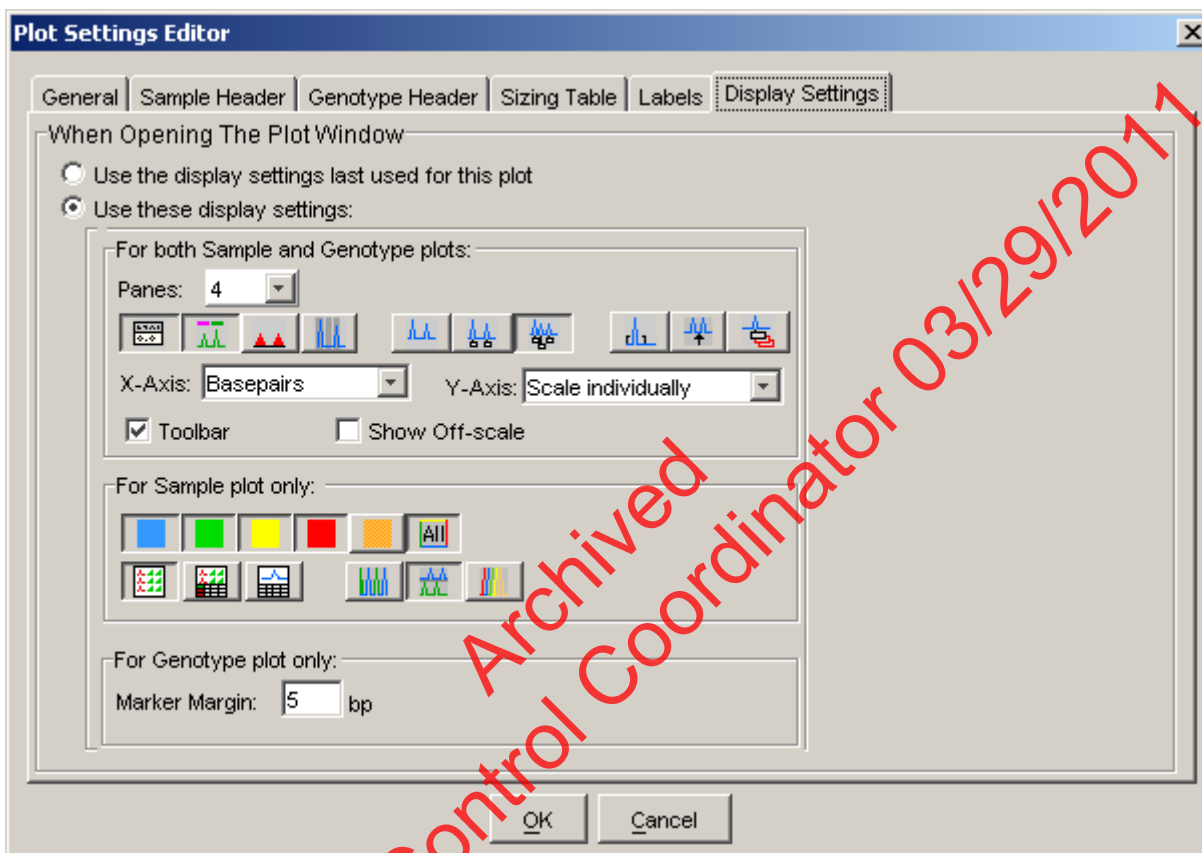 Plot Settings Editor
General Sample Header Genotype Header Sizing Table Labels Display Settings
When Opening The Plot Window
Use the display settings last used for this plot
Use these display settings:
For both Sample and Genotype plots:
Panes: 4
X-Axis: Basepairs Y-Axis: Scale individually
Toolbar Show Off-scale
For Sample plot only:
All
For Genotype plot only:
Marker Margin: 5 bp
OK Cancel
Archived
Control Coordinator 03/29/2011